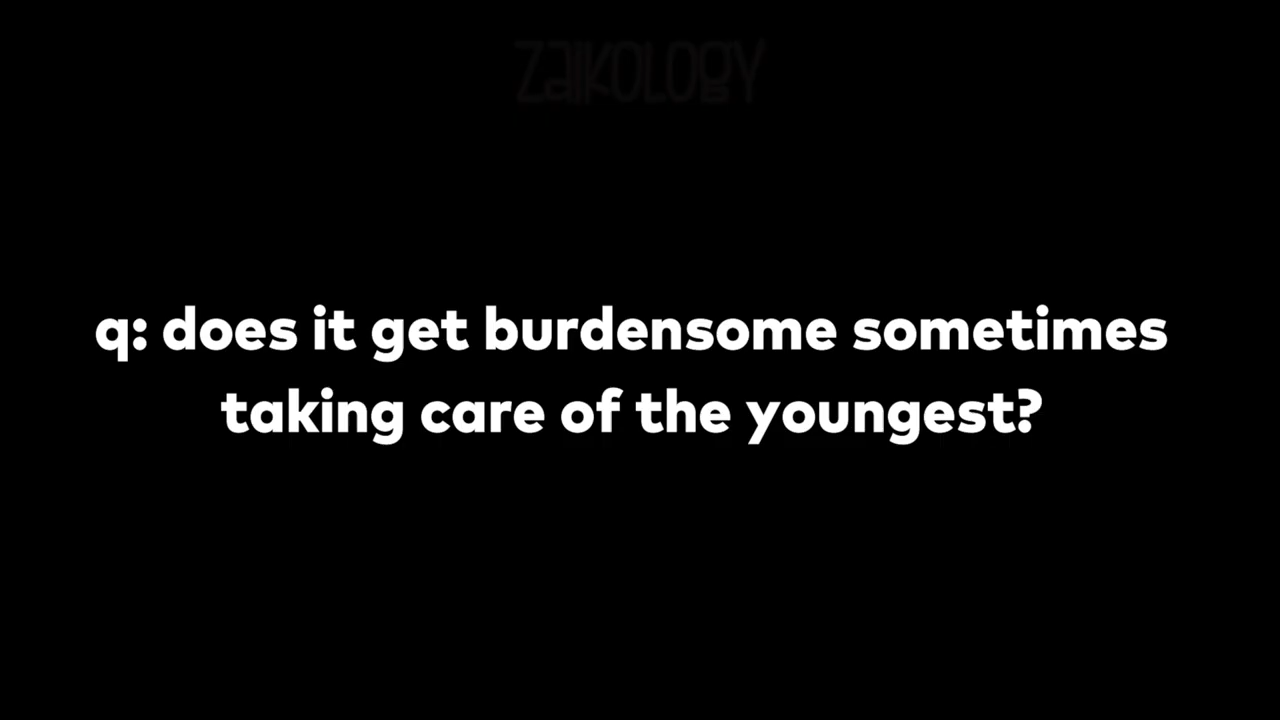 ZaIKOLOGY
q: does it get burdensome sometimes
taking care of the youngest?